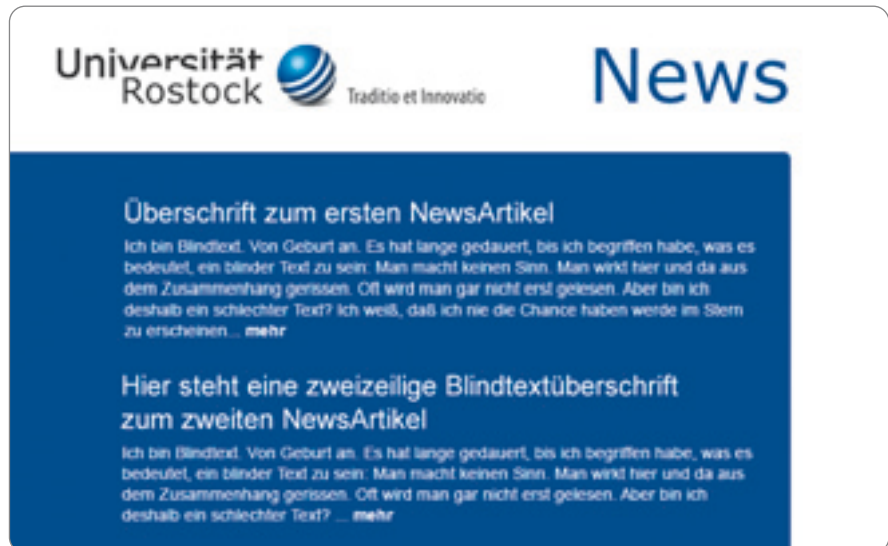 Universität
Rostock
Traditio et Innovatio
News
Überschrift zum ersten NewsArtikel
Ich bin Blindtext. Von Geburt an. Es hat lange gedauert, bis ich begriffen habe, was es
bedeutet, ein blinder Text zu sein: Man macht keinen Sinn. Man wirkt hier und da aus
dem Zusammenhang gerissen. Oft wird man gar nicht erst gelesen. Aber bin ich
deshalb ein schlechter Text? Ich weiß, daß ich nie die Chance haben werde im Stern
zu erscheinen... mehr
Hier steht eine zweizeilige Blindtextüberschrift
zum zweiten NewsArtikel
Ich bin Blindtext. Von Geburt an. Es hat lange gedauert, bis ich begriffen habe, was es
bedeutet, ein blinder Text zu sein: Man macht keinen Sinn. Man wirkt hier und da aus
dem Zusammenhang gerissen. Oft wird man gar nicht erst gelesen. Aber bin ich
deshalb ein schlechter Text? ... mehr